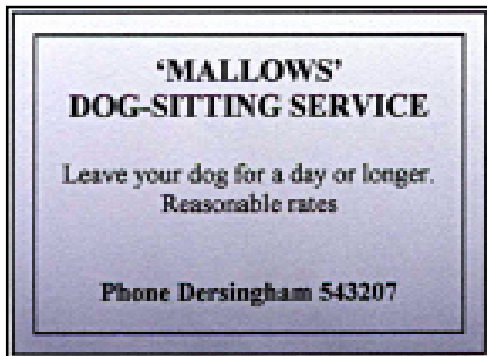 ‘MALLOWS’
DOG-SITTING SERVICE
Leave your dog for a day or longer.
Reasonable rates
Phone Dersingham 543207